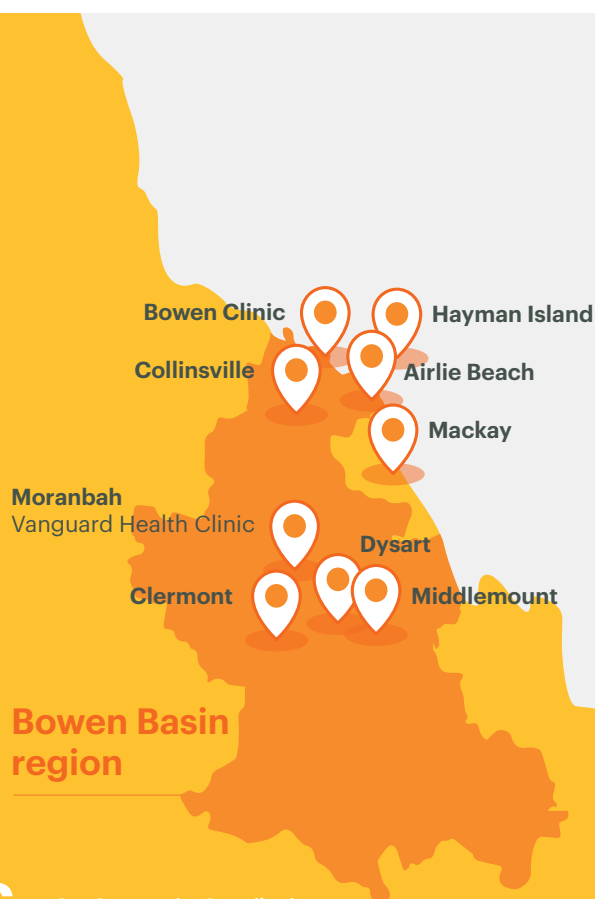 Bowen Clinic
Hayman Island
Collinsville
Airlie Beach
Mackay
Moranbah
Vanguard Health Clinic
Dysart
Clermont
Middlemount
Bowen Basin
region